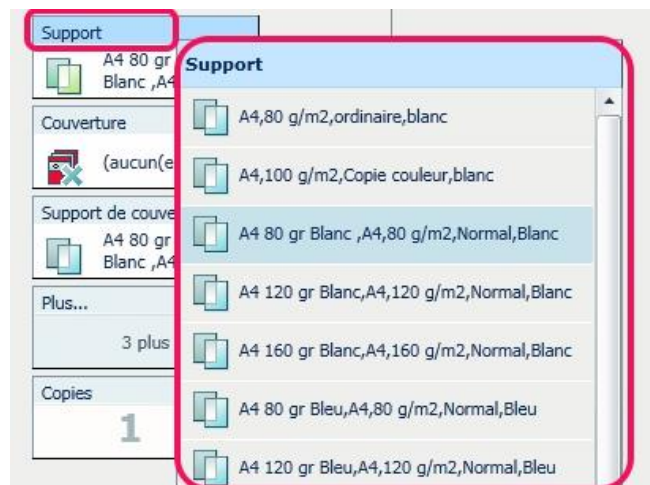 Support
A4 80 gr
Blanc ,A4
Couverture
(aucun(e
Support de couve
A4 80 gr
Blanc ,A4
Plus...
3 plus
Copies
1
Support
A4,80 g/m2,ordinaire,blanc
A4,100 g/m2,Copie couleur,blanc
A4 80 gr Blanc ,A4,80 g/m2,Normal,Blanc
A4 120 gr Blanc,A4,120 g/m2,Normal,Blanc
A4 160 gr Blanc,A4,160 g/m2,Normal,Blanc
A4 80 gr Bleu,A4,80 g/m2,Normal,Bleu
A4 120 gr Bleu,A4,120 g/m2,Normal,Bleu